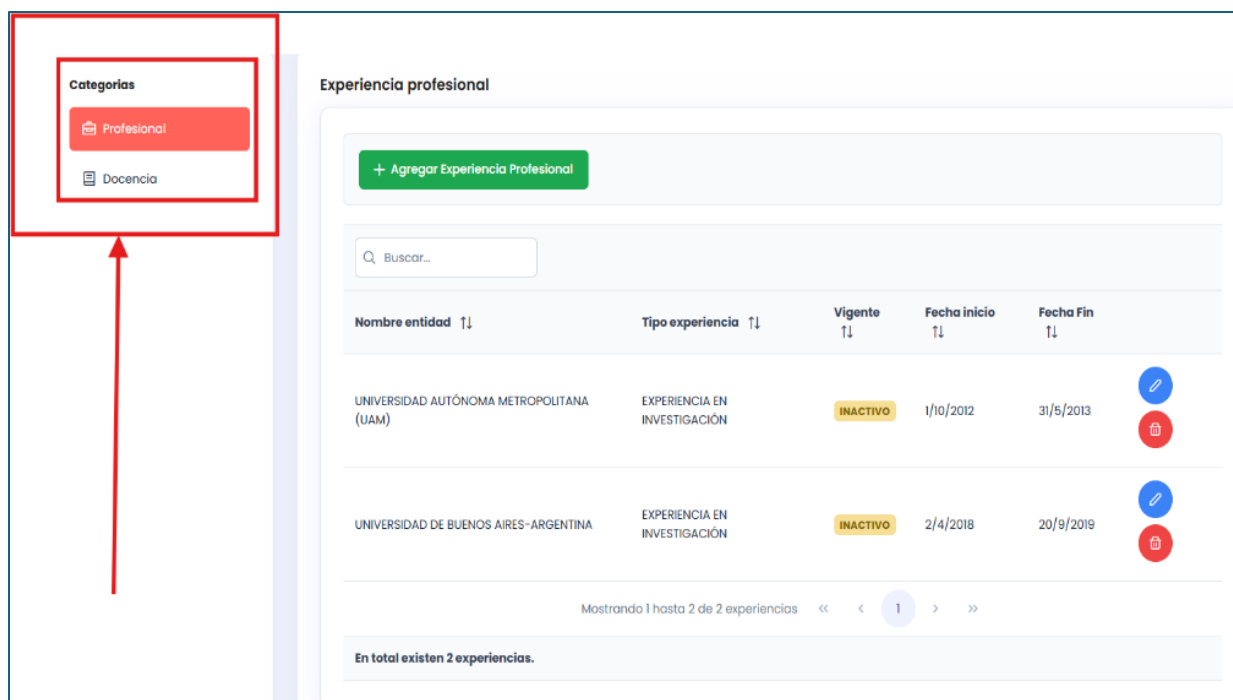 Categorias
Profesional
Docencia
Experiencia profesional
+ Agregar Experiencia Profesional
Buscar...
Nombre entidad Tipo experiencia Vigente Fecha inicio Fecha Fin
UNIVERSIDAD AUTÓNOMA METROPOLITANA
(UAM)
EXPERIENCIA EN
INVESTIGACIÓN
INACTIVO
1/10/2012
31/5/2013
UNIVERSIDAD DE BUENOS AIRES-ARGENTINA
EXPERIENCIA EN
INVESTIGACIÓN
INACTIVO
2/4/2018
20/9/2019
Mostrando 1 hasta 2 de 2 experiencias « < 1 > »
En total existen 2 experiencias.